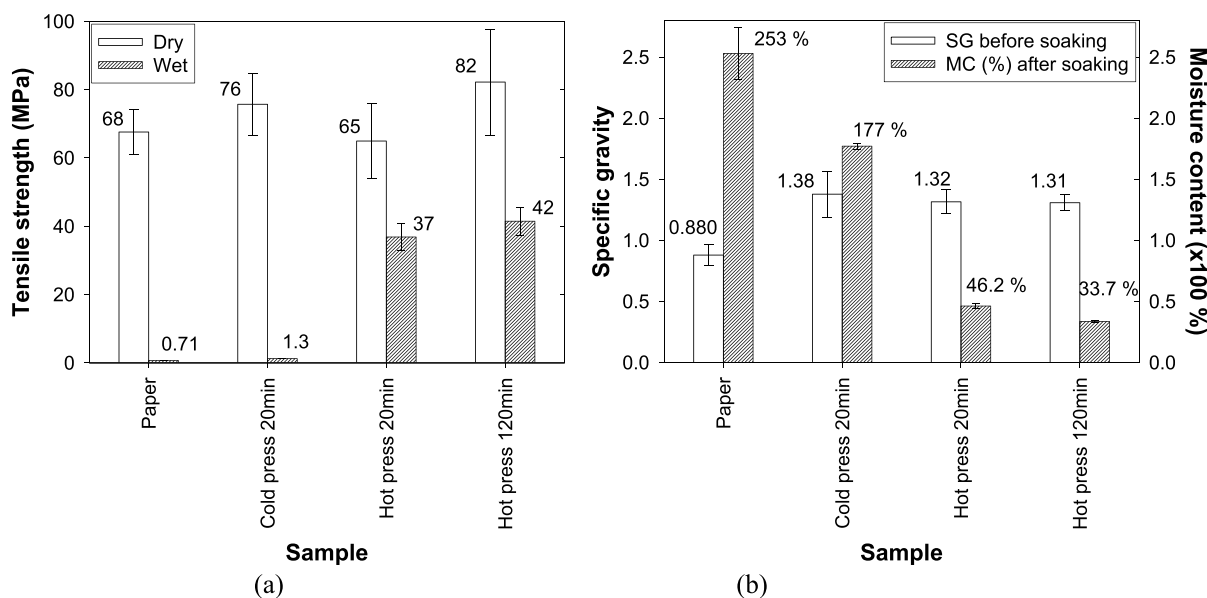 Tensile strength (MPa)
100
80
60
40
20
0
Dry
Wet
68
0.71
76
1.3
65
37
82
42
Paper
Cold press 20min
Hot press 20min
Hot press 120min
Sample
(a)
Specific gravity
2.5
2.0
1.5
1.0
0.5
0.0
SG before soaking
MC (%) after soaking
0.880
253 %
1.38
177 %
1.32
46.2 %
1.31
33.7 %
2.5
2.0
1.5
1.0
0.5
0.0
Moisture content (x100 %)
Paper
Cold press 20min
Hot press 20min
Hot press 120min
Sample
(b)